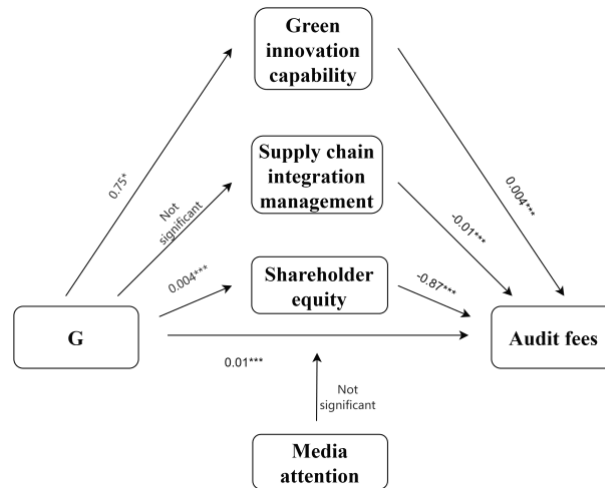 Green
innovation
capability
0.75*
0.004***
Supply chain
integration
management
Not
significant
-0.01***
Shareholder
equity
0.004***
-0.87***
G
Audit fees
0.01***
Not
significant
Media
attention